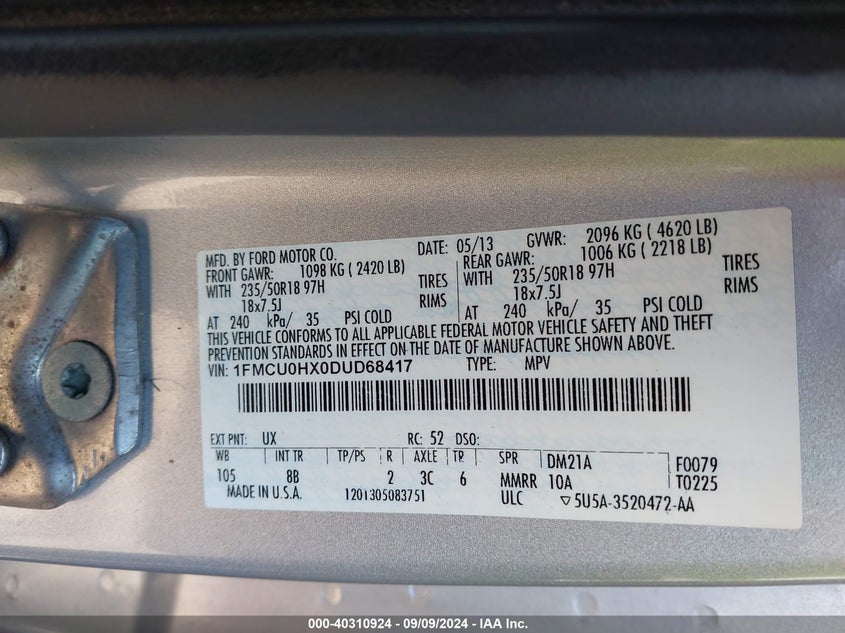 MFD. BY FORD MOTOR CO. DATE: 05/13 GVWR: 2096 KG ( 4620 LB)
FRONT GAWR: 1098 KG ( 2420 LB) REAR GAWR: 1006 KG ( 2218 LB)
WITH 235/50R18 97H TIRES WITH 235/50R18 97H TIRES
18x7.5J RIMS 18x7.5J RIMS
AT 240 kPa/ 35 PSI COLD AT 240 kPa/ 35 PSI COLD
THIS VEHICLE CONFORMS TO ALL APPLICABLE FEDERAL MOTOR VEHICLE SAFETY AND THEFT
PREVENTION STANDARDS IN EFFECT ON THE DATE OF MANUFACTURE SHOWN ABOVE.
VIN: 1FMCU0HX0DUD68417 TYPE: MPV
EXT PNT: UX RC: 52 DSO:
WB INT TR TP/PS R AXLE TR SPR DM21A F0079
105 8B 2 3C 6 MMRR 10A T0225
MADE IN U.S.A. 1201305083751 ULC ▽5U5A-3520472-AA
000-40310924 - 09/09/2024 - IAA Inc.